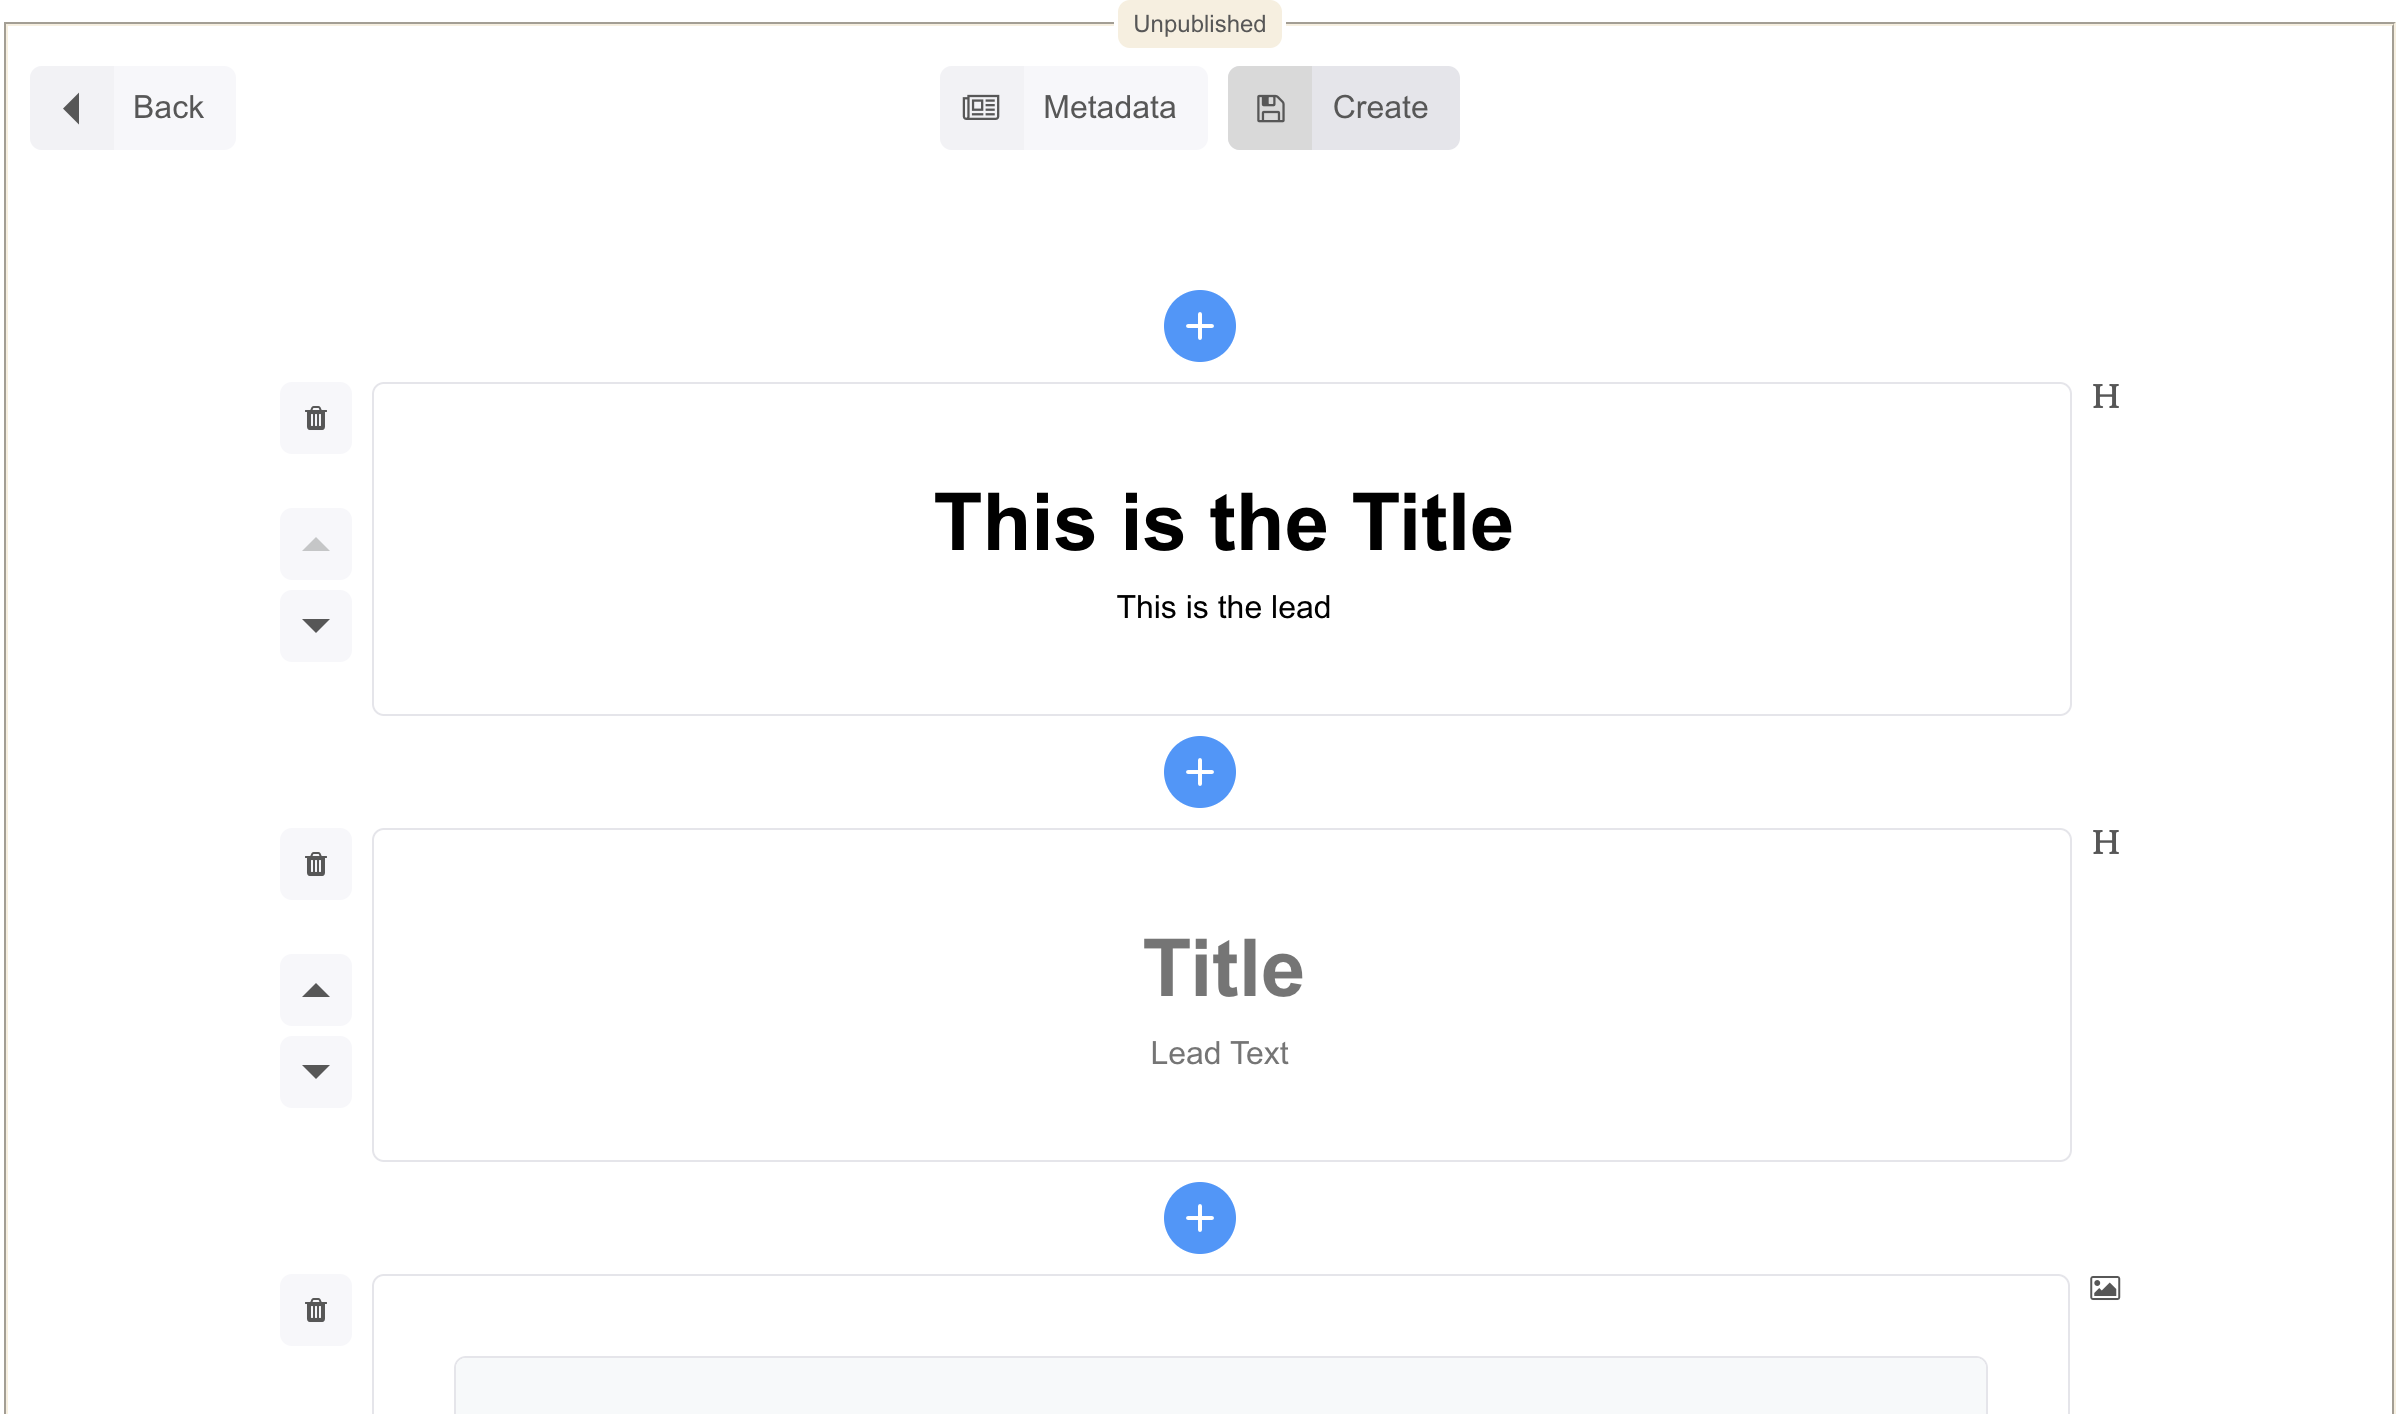 Unpublished
Back
Metadata
Create
H
This is the Title
This is the lead
H
Title
Lead Text